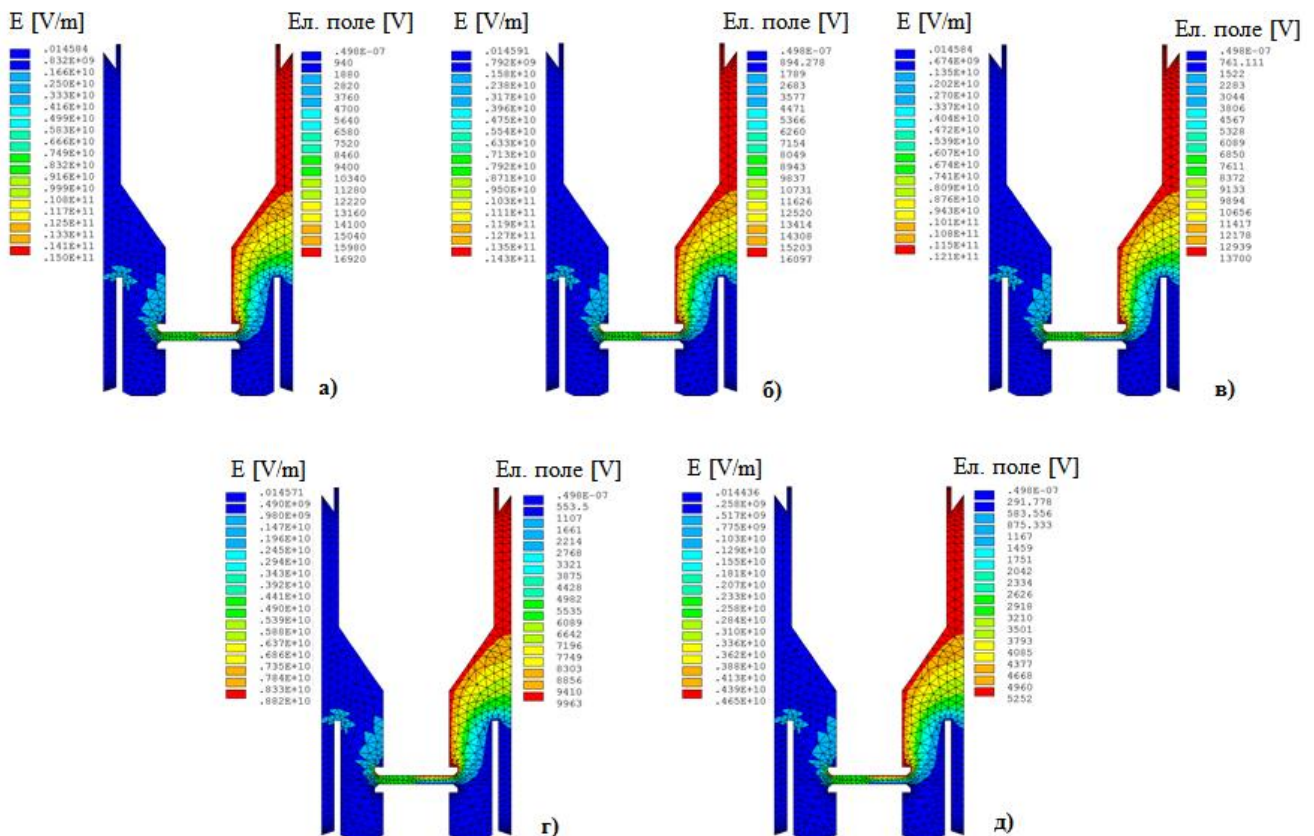 E [V/m]
.014584
.832E+09
.166E+10
.250E+10
.333E+10
.416E+10
.499E+10
.583E+10
.666E+10
.749E+10
.832E+10
.916E+10
.999E+10
.108E+11
.117E+11
.125E+11
.133E+11
.141E+11
.150E+11
Ел. поле [V]
.498E-07
940
1880
2820
3760
4700
5640
6580
7520
8460
9400
10340
11280
12220
13160
14100
15040
15980
16920
а)
E [V/m]
.014591
.792E+09
.158E+10
.238E+10
.317E+10
.396E+10
.475E+10
.554E+10
.633E+10
.713E+10
.792E+10
.871E+10
.950E+10
.103E+11
.111E+11
.119E+11
.127E+11
.135E+11
.143E+11
Ел. поле [V]
.498E-07
894.278
1789
2683
3577
4471
5366
6260
7154
8049
8943
9837
10731
11626
12520
13414
14308
15203
16097
б)
E [V/m]
.014584
.674E+09
.135E+10
.202E+10
.270E+10
.337E+10
.404E+10
.472E+10
.539E+10
.607E+10
.674E+10
.741E+10
.809E+10
.876E+10
.943E+10
.101E+11
.108E+11
.115E+11
.121E+11
Ел. поле [V]
.498E-07
761.111
1522
2283
3044
3806
4567
5328
6089
6850
7611
8372
9133
9894
10656
11417
12178
12939
13700
в)
E [V/m]
.014571
.490E+09
.980E+09
.147E+10
.196E+10
.245E+10
.294E+10
.343E+10
.392E+10
.441E+10
.490E+10
.539E+10
.588E+10
.637E+10
.686E+10
.735E+10
.784E+10
.833E+10
.882E+10
Ел. поле [V]
.498E-07
553.5
1107
1661
2214
2768
3321
3875
4428
4982
5535
6089
6642
7196
7749
8303
8856
9410
9963
г)
E [V/m]
.014436
.258E+09
.517E+09
.775E+09
.103E+10
.129E+10
.155E+10
.181E+10
.207E+10
.233E+10
.258E+10
.284E+10
.310E+10
.336E+10
.362E+10
.388E+10
.413E+10
.439E+10
.465E+10
Ел. поле [V]
.498E-07
291.778
583.556
875.333
1167
1459
1751
2042
2334
2626
2918
3210
3501
3793
4085
4377
4668
4960
5252
д)